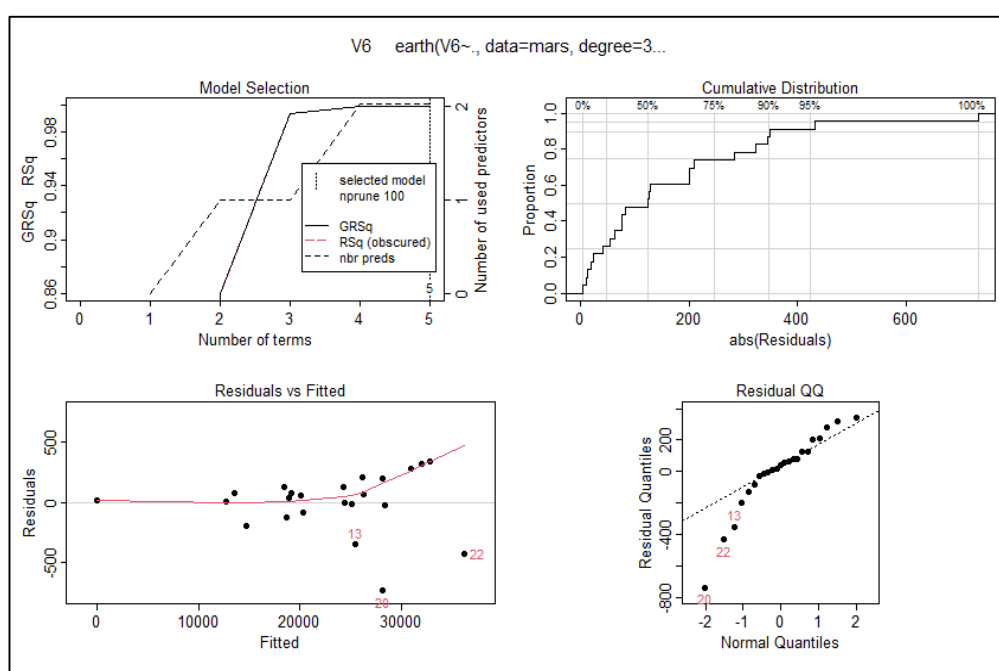 V6 earth(V6~., data=mars, degree=3...
Model Selection
GRSq RSq
0.86 0.9 0.94 0.98
selected model
nprune 100
GRSq
RSq (obscured)
nbr preds
5
0 1 2
Number of used predictors
0 1 2 3 4 5
Number of terms
Cumulative Distribution
0% 50% 75% 90% 95% 100%
Proportion
0.0 0.2 0.4 0.6 0.8 1.0
0 200 400 600
abs(Residuals)
Residuals vs Fitted
Residuals
-500 0 500
13
22
20
0 10000 20000 30000
Fitted
Residual QQ
Residual Quantiles
-800 -400 0 200
13
22
20
-2 -1 0 1 2
Normal Quantiles